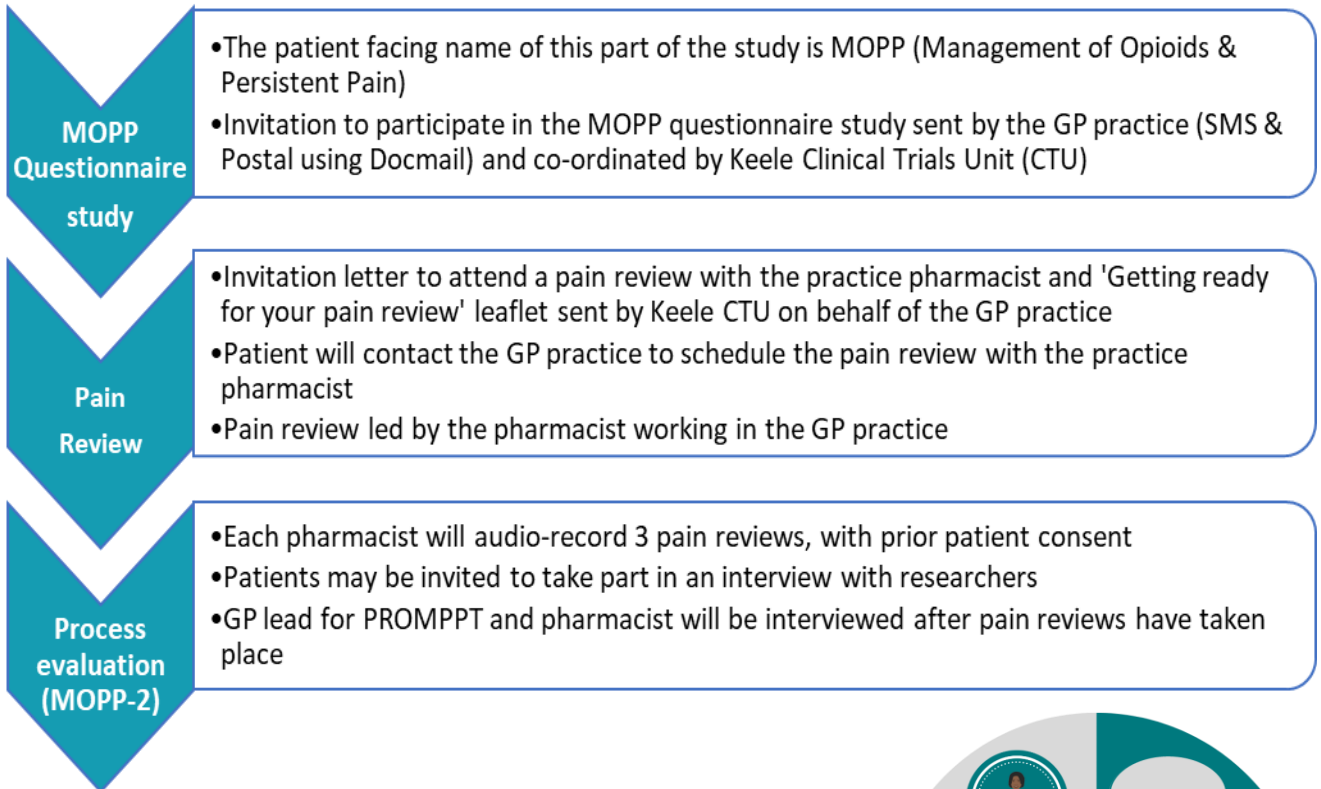 MOPP
Questionnaire
study
•The patient facing name of this part of the study is MOPP (Management of Opioids &
Persistent Pain)
•Invitation to participate in the MOPP questionnaire study sent by the GP practice (SMS &
Postal using Docmail) and co-ordinated by Keele Clinical Trials Unit (CTU)
Pain
Review
•Invitation letter to attend a pain review with the practice pharmacist and 'Getting ready
for your pain review' leaflet sent by Keele CTU on behalf of the GP practice
•Patient will contact the GP practice to schedule the pain review with the practice
pharmacist
•Pain review led by the pharmacist working in the GP practice
Process
evaluation
(MOPP-2)
•Each pharmacist will audio-record 3 pain reviews, with prior patient consent
•Patients may be invited to take part in an interview with researchers
•GP lead for PROMPPT and pharmacist will be interviewed after pain reviews have taken
place